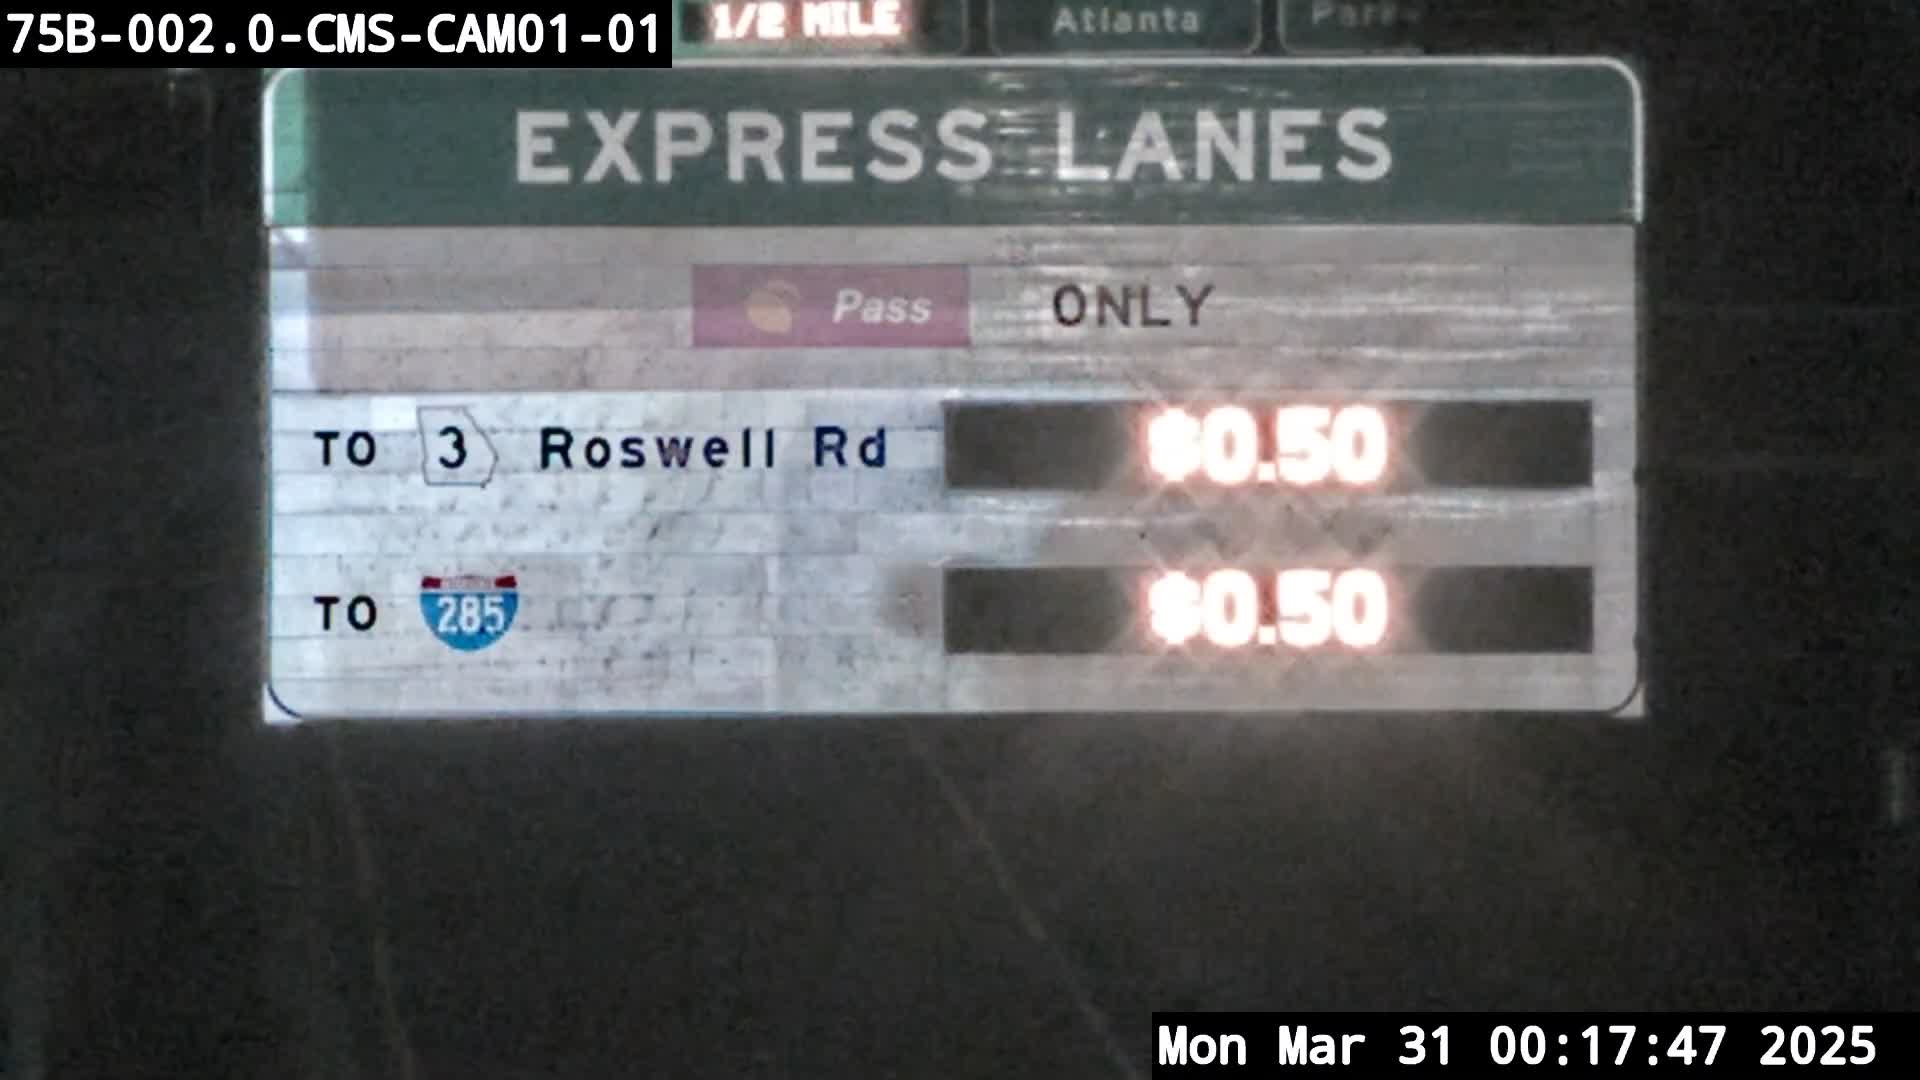 75B-002.0-CMS-CAM01-01
1/2 MILE
Atlanta
EXPRESS LANES
Pass ONLY
TO 3 Roswell Rd $0.50
TO 285 $0.50
Mon Mar 31 00:17:47 2025